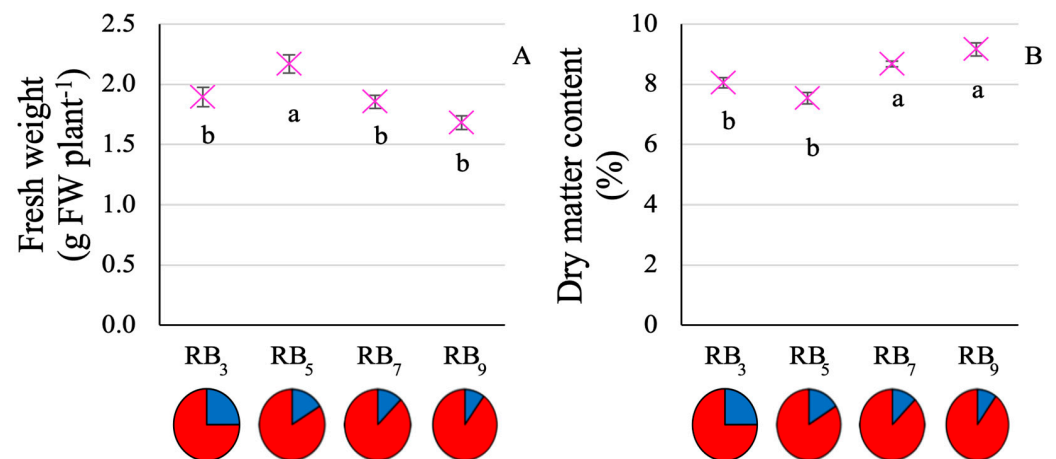 2.5
2.0
1.5
1.0
0.5
0.0
Fresh weight
(g FW plant⁻¹)
A
b
a
b
b
RB₃
RB₅
RB₇
RB₉
10
8
6
4
2
0
Dry matter content
(%)
B
b
b
a
a
RB₃
RB₅
RB₇
RB₉